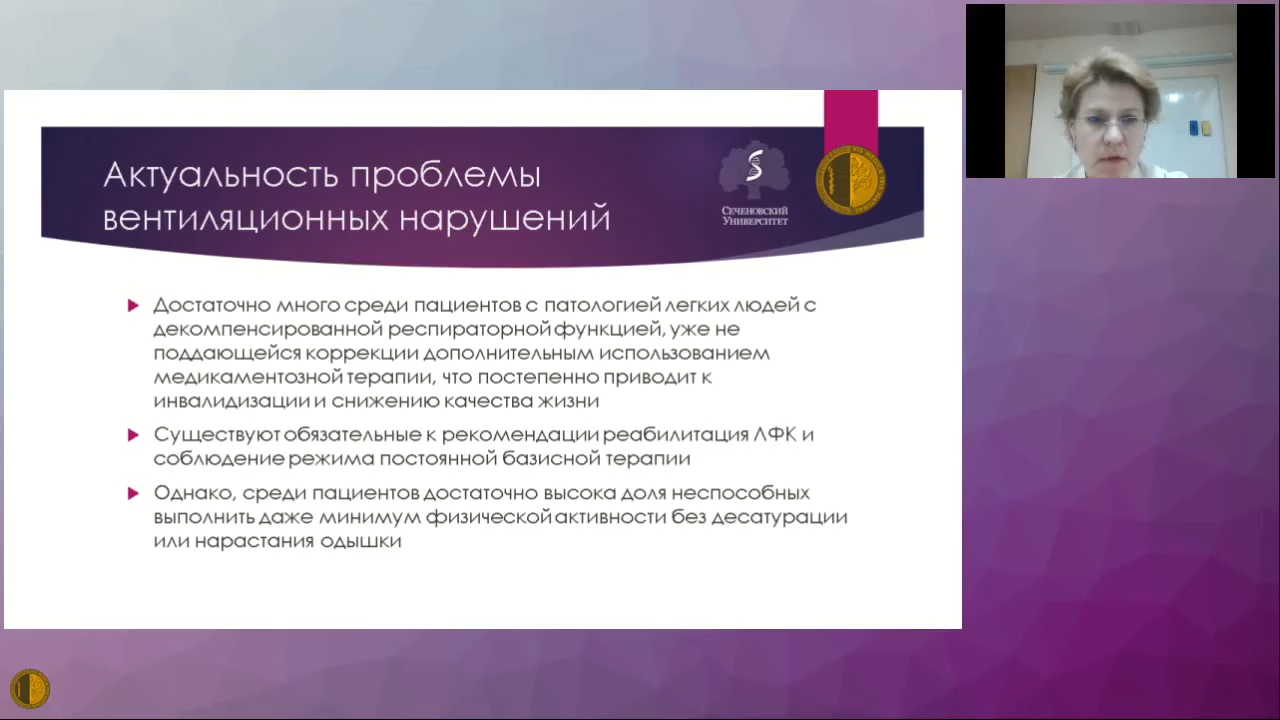 Актуальность проблемы
вентиляционных нарушений
Сеченовский
Университет
Достаточно много среди пациентов с патологией легких людей с
декомпенсированной респираторной функцией, уже не
поддающейся коррекции дополнительным использованием
медикаментозной терапии, что постепенно приводит к
инвалидизации и снижению качества жизни
Существуют обязательные к рекомендации реабилитация ЛФК и
соблюдение режима постоянной базисной терапии
Однако, среди пациентов достаточно высока доля неспособных
выполнить даже минимум физической активности без десатурации
или нарастания одышки